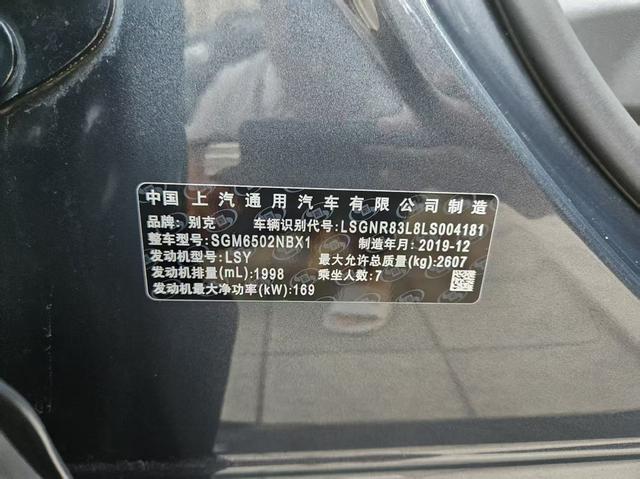 中国上汽通用汽车有限公司制造
品牌:别克 车辆识别代号:LSGNR83L8LS004181
整车型号:SGM6502NBX1 制造年月:2019-12
发动机型号:LSY 最大允许总质量(kg):2607
发动机排量(mL):1998 乘坐人数:7
发动机最大净功率(kW):169